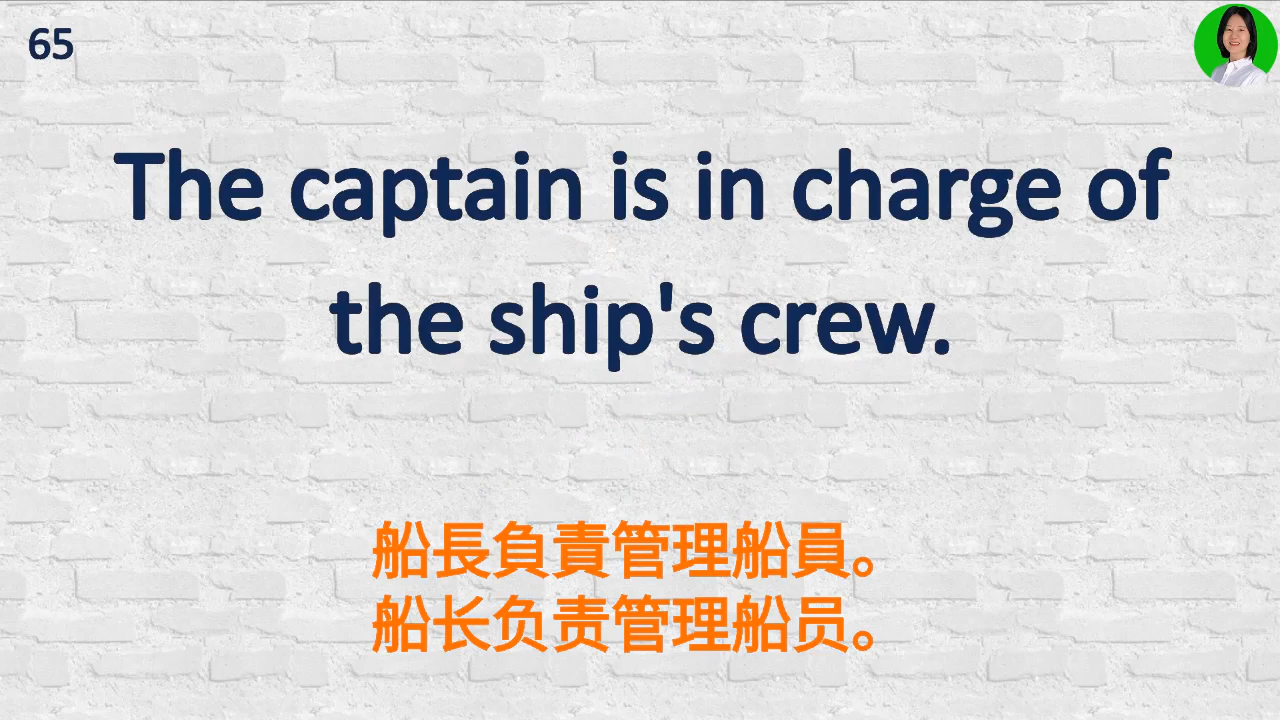 65
The captain is in charge of
the ship's crew.
船長負責管理船員。
船长负责管理船员。